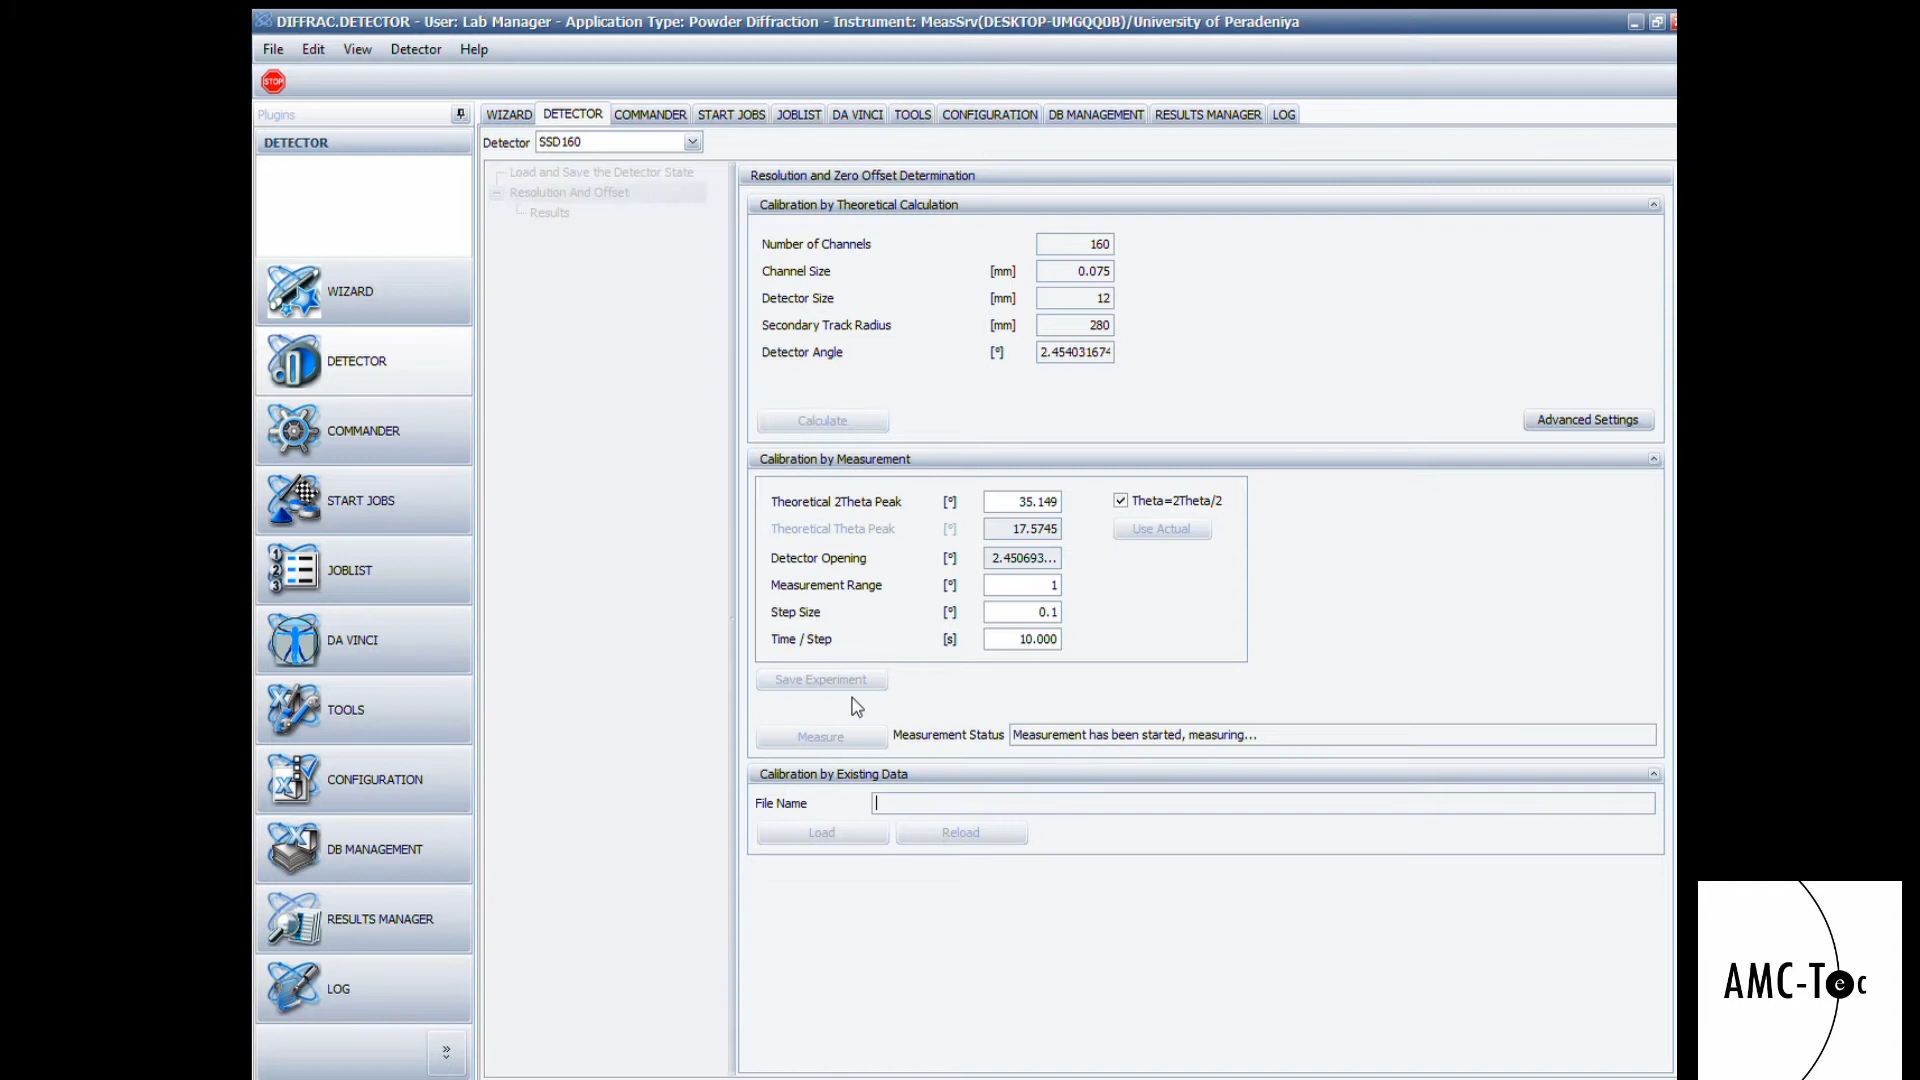 DIFFRAC.DETECTOR - User: Lab Manager - Application Type: Powder Diffraction - Instrument: MeasSrv(DESKTOP-UMGQQ0B)/University of Peradeniya
File Edit View Detector Help
STOP
Plugins
WIZARD DETECTOR COMMANDER START JOBS JOBLIST DA VINCI TOOLS CONFIGURATION DB MANAGEMENT RESULTS MANAGER LOG
DETECTOR
Detector SSD160
Load and Save the Detector State
Resolution And Offset
Results
WIZARD
DETECTOR
COMMANDER
START JOBS
JOBLIST
DA VINCI
TOOLS
CONFIGURATION
DB MANAGEMENT
RESULTS MANAGER
LOG
Resolution and Zero Offset Determination
Calibration by Theoretical Calculation
Number of Channels 160
Channel Size [mm] 0.075
Detector Size [mm] 12
Secondary Track Radius [mm] 280
Detector Angle [°] 2.454031674
Calculate Advanced Settings
Calibration by Measurement
Theoretical 2Theta Peak [°] 35.149 Theta=2Theta/2
Theoretical Theta Peak [°] 17.5745 Use Actual
Detector Opening [°] 2.450693...
Measurement Range [°] 1
Step Size [°] 0.1
Time / Step [s] 10.000
Save Experiment
Measure Measurement Status Measurement has been started, measuring...
Calibration by Existing Data
File Name
Load Reload
AMC-Tec